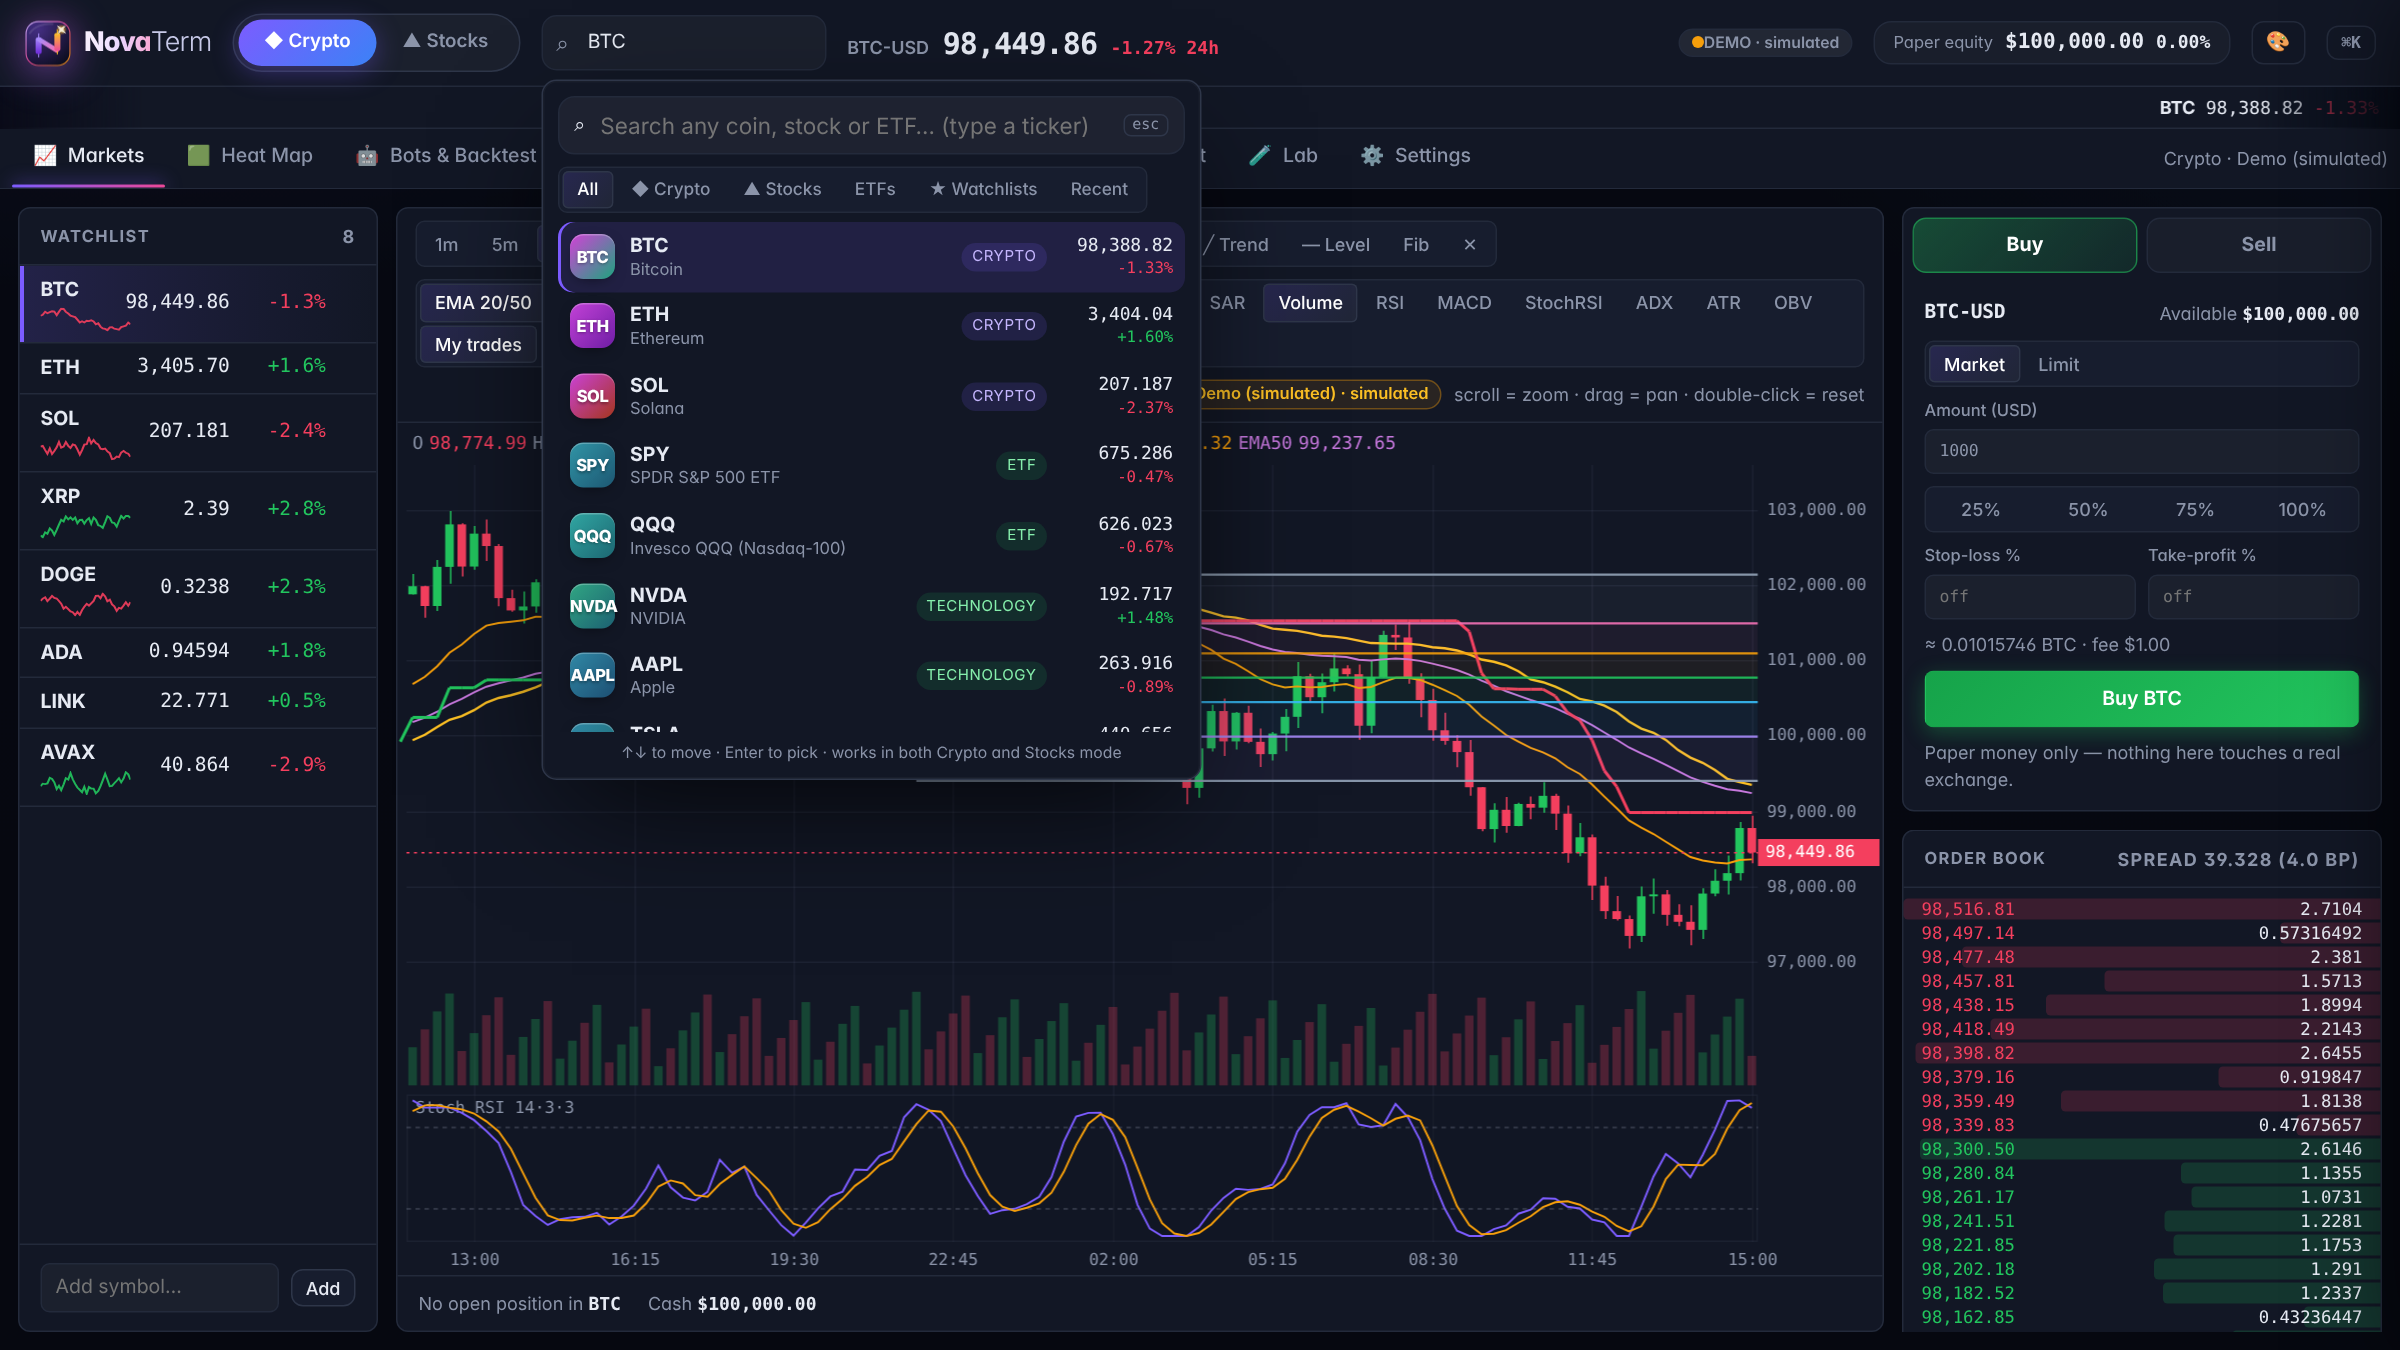 NovaTerm
◆ Crypto ▲ Stocks
BTC
BTC-USD 98,449.86 -1.27% 24h
DEMO · simulated
Paper equity $100,000.00 0.00%
⌘K
BTC 98,388.82 -1.33%
Markets
Heat Map
Bots & Backtest
Lab
Settings
Crypto · Demo (simulated)
WATCHLIST 8
BTC 98,449.86 -1.3%
ETH 3,405.70 +1.6%
SOL 207.181 -2.4%
XRP 2.39 +2.8%
DOGE 0.3238 +2.3%
ADA 0.94594 +1.8%
LINK 22.771 +0.5%
AVAX 40.864 -2.9%
Add symbol...
Add
Search any coin, stock or ETF... (type a ticker) esc
All ◆ Crypto ▲ Stocks ETFs ★ Watchlists Recent
BTC BTC Bitcoin CRYPTO 98,388.82 -1.33%
ETH ETH Ethereum CRYPTO 3,404.04 +1.60%
SOL SOL Solana CRYPTO 207.187 -2.37%
SPY SPY SPDR S&P 500 ETF ETF 675.286 -0.47%
QQQ QQQ Invesco QQQ (Nasdaq-100) ETF 626.023 -0.67%
NVDA NVDA NVIDIA TECHNOLOGY 192.717 +1.48%
AAPL AAPL Apple TECHNOLOGY 263.916 -0.89%
↑↓ to move · Enter to pick · works in both Crypto and Stocks mode
1m 5m
╱ Trend — Level Fib ×
EMA 20/50
SAR Volume RSI MACD StochRSI ADX ATR OBV
My trades
Demo (simulated) · simulated
scroll = zoom · drag = pan · double-click = reset
O 98,774.99 H
.32 EMA50 99,237.65
103,000.00
102,000.00
101,000.00
100,000.00
99,000.00
98,449.86
98,000.00
97,000.00
Stoch RSI 14·3·3
13:00 16:15 19:30 22:45 02:00 05:15 08:30 11:45 15:00
No open position in BTC Cash $100,000.00
Buy Sell
BTC-USD Available $100,000.00
Market Limit
Amount (USD)
1000
25% 50% 75% 100%
Stop-loss % Take-profit %
off off
≈ 0.01015746 BTC · fee $1.00
Buy BTC
Paper money only — nothing here touches a real
exchange.
ORDER BOOK SPREAD 39.328 (4.0 BP)
98,516.81 2.7104
98,497.14 0.57316492
98,477.48 2.381
98,457.81 1.5713
98,438.15 1.8994
98,418.49 2.2143
98,398.82 2.6455
98,379.16 0.919847
98,359.49 1.8138
98,339.83 0.47675657
98,300.50 2.6146
98,280.84 1.1355
98,261.17 1.0731
98,241.51 1.2281
98,221.85 1.1753
98,202.18 1.291
98,182.52 1.2337
98,162.85 0.43236447